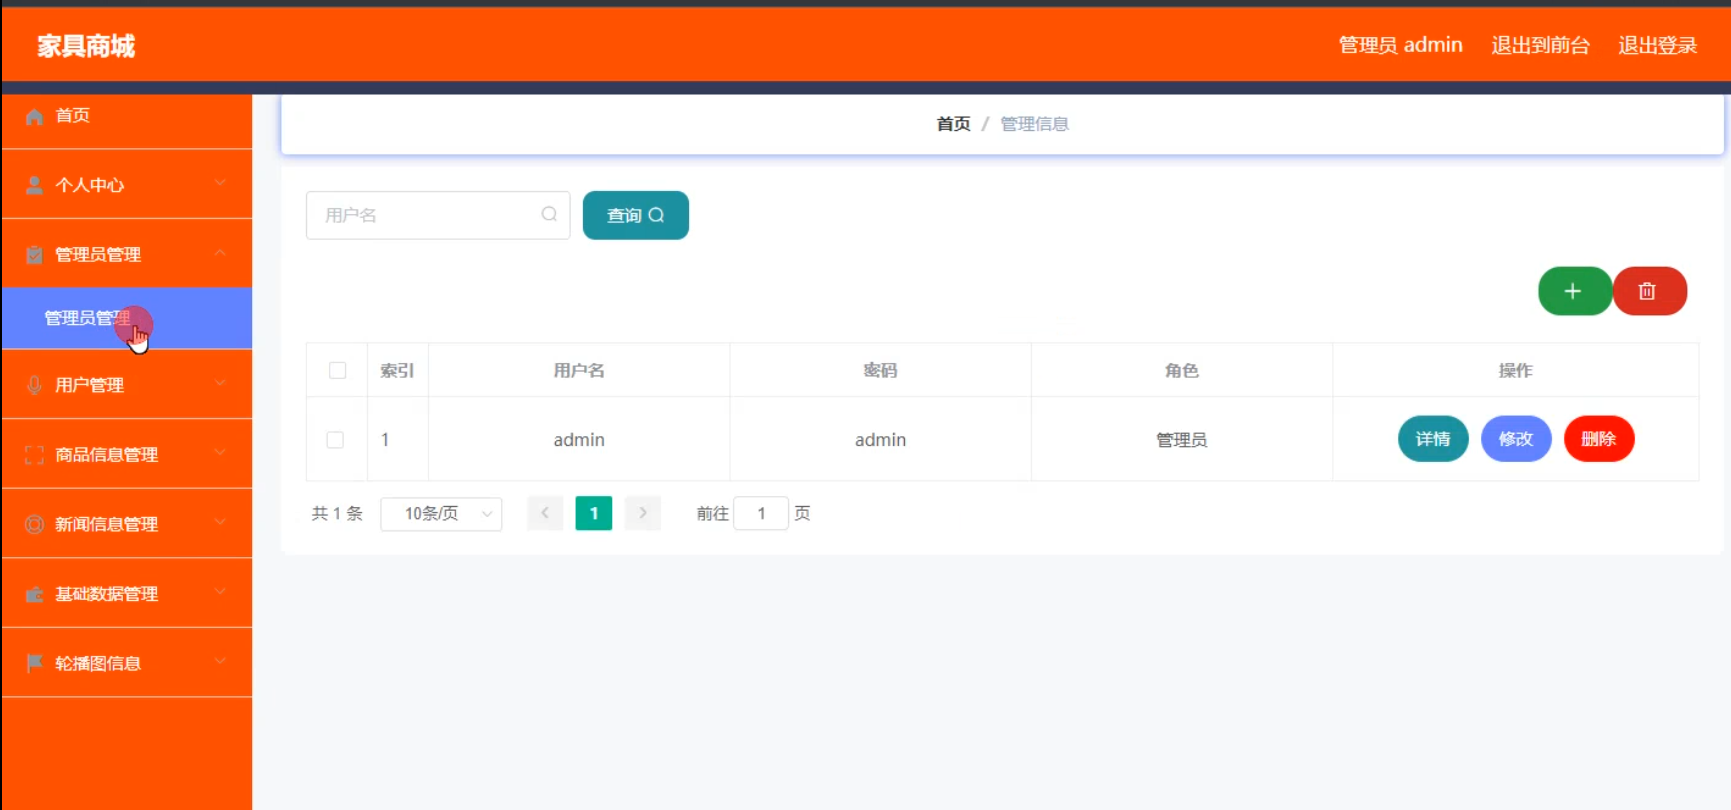 家具商城
管理员 admin 退出到前台 退出登录
首页
个人中心
管理员管理
管理员管理
用户管理
商品信息管理
新闻信息管理
基础数据管理
轮播图信息
首页 / 管理信息
用户名 查询
索引 用户名 密码 角色 操作
1 admin admin 管理员 详情 修改 删除
共 1 条 10条/页 1 前往 1 页